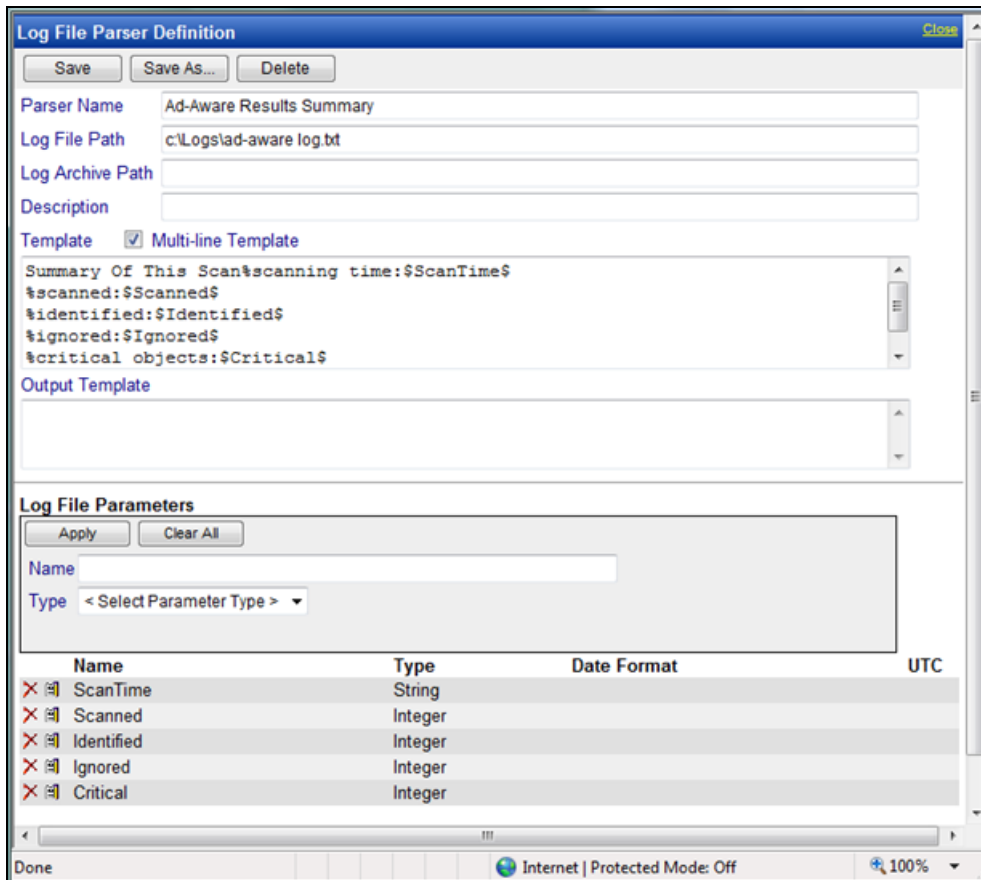 Log File Parser Definition Close
Save Save As... Delete
Parser Name Ad-Aware Results Summary
Log File Path c:\Logs\ad-aware log.txt
Log Archive Path
Description
Template Multi-line Template
Summary Of This Scan%scanning time:$ScanTime$
%scanned:$Scanned$
%identified:$Identified$
%ignored:$Ignored$
%critical objects:$Critical$
Output Template
Log File Parameters
Apply Clear All
Name
Type < Select Parameter Type >
Name Type Date Format UTC
ScanTime String
Scanned Integer
Identified Integer
Ignored Integer
Critical Integer
Done Internet | Protected Mode: Off 100%